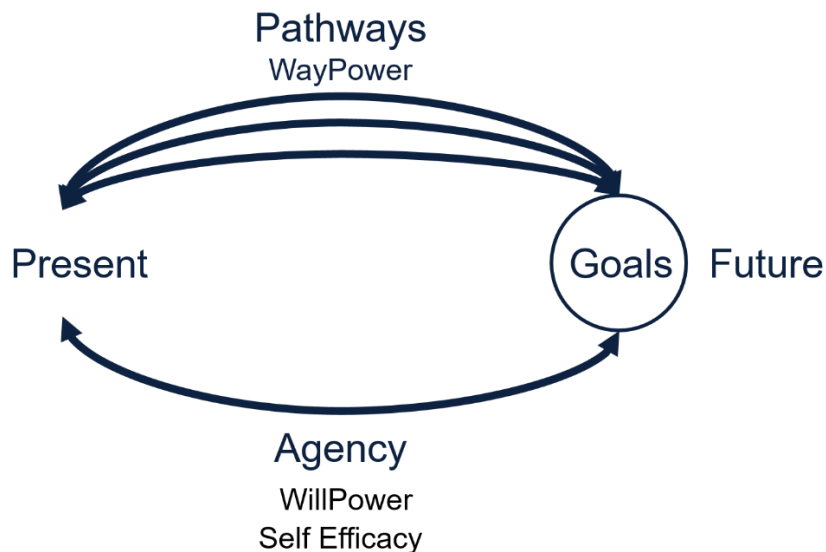 Pathways
WayPower
Present
Goals
Future
Agency
WillPower
Self Efficacy